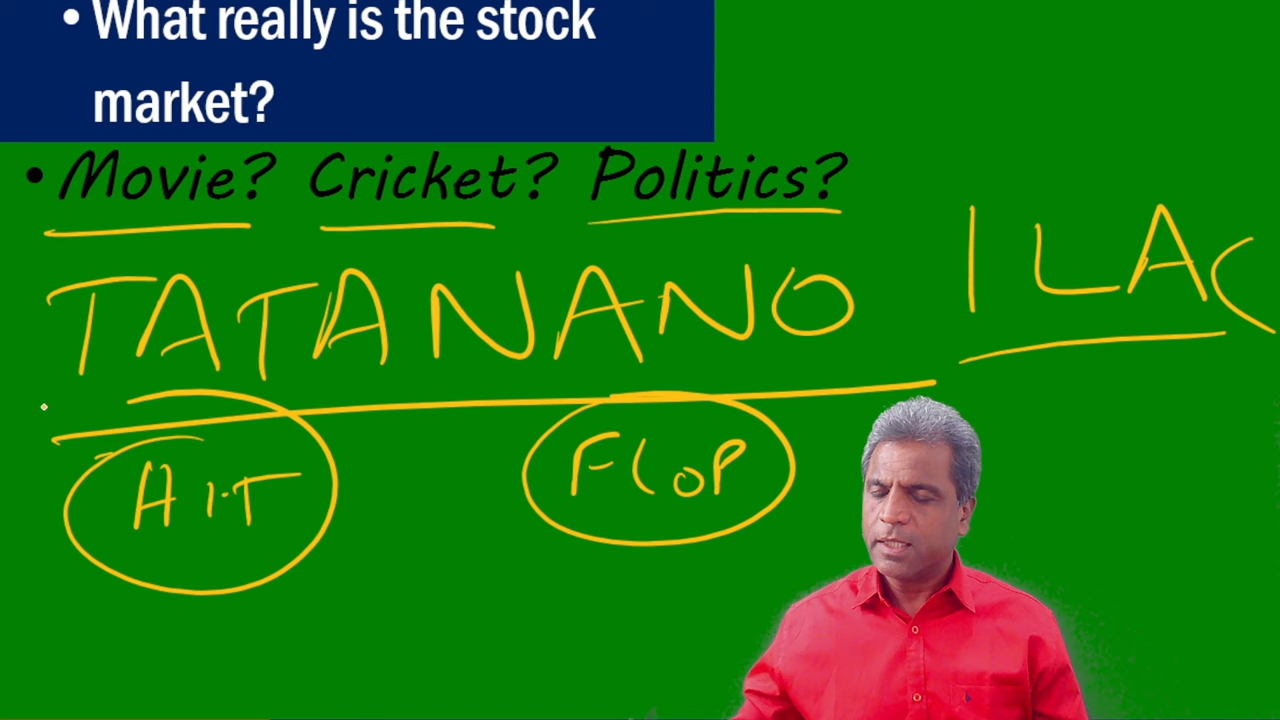 • What really is the stock
market?
• Movie? Cricket? Politics?
TATANANO 1 LAC
HIT FLOP